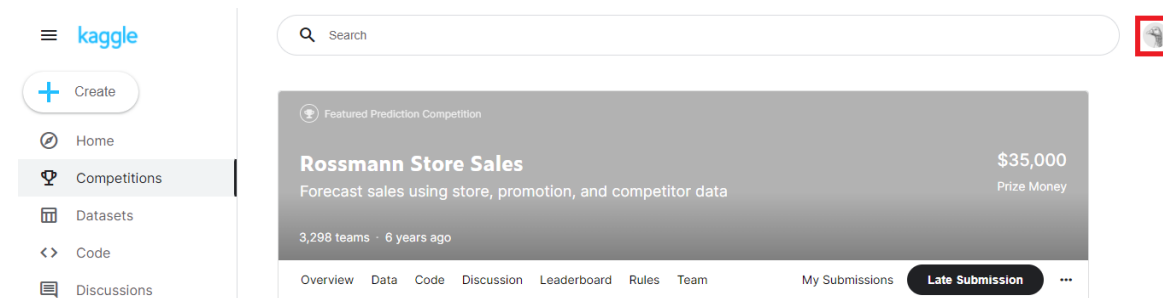 kaggle
Search
Create
Home
Competitions
Datasets
Code
Discussions
Featured Prediction Competition
Rossmann Store Sales
$35,000
Forecast sales using store, promotion, and competitor data
Prize Money
3,298 teams · 6 years ago
Overview Data Code Discussion Leaderboard Rules Team My Submissions Late Submission ...